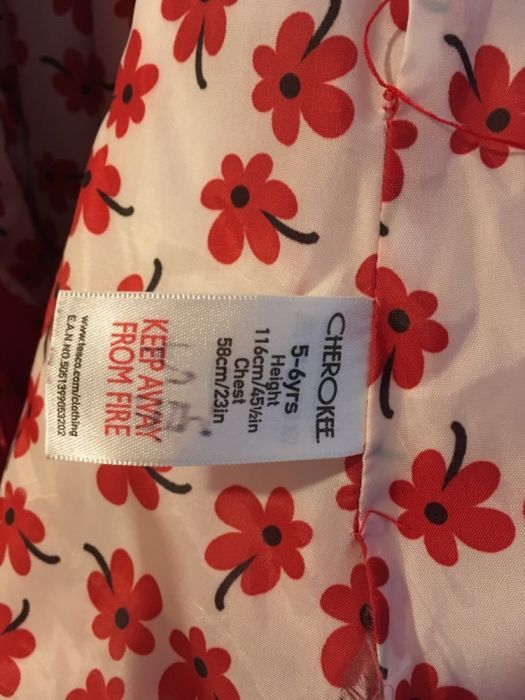 CHEROKEE.
5-6yrs
Height
116cm/45½in
Chest
58cm/23in
KEEP AWAY
FROM FIRE
www.tesco.com/clothing
E.A.N.NO.5051399053202